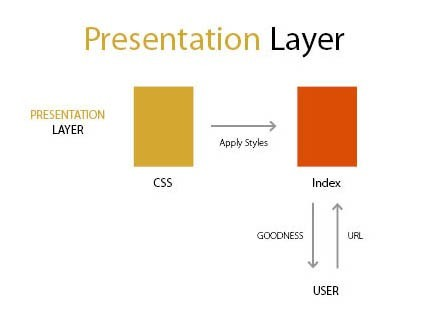 Presentation Layer
PRESENTATION
LAYER
Apply Styles
CSS
Index
GOODNESS
URL
USER